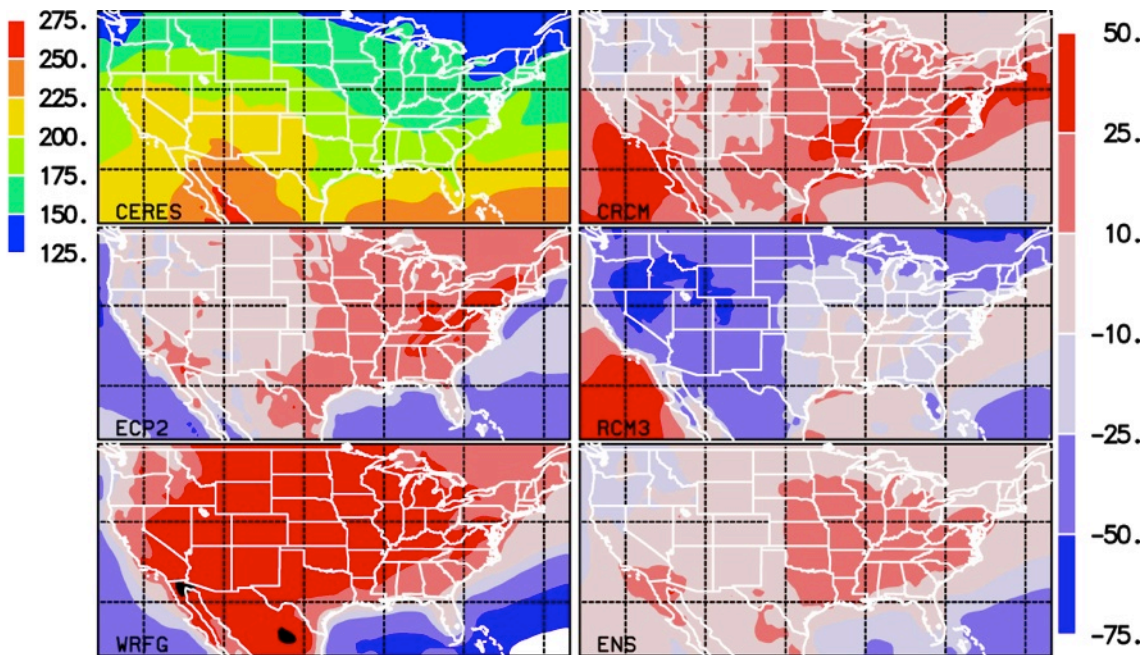 275.
250.
225.
200.
175.
150.
125.
CERES
CRCM
50.
25.
10.
-10.
-25.
-50.
-75.
ECP2
RCM3
WRFG
ENS